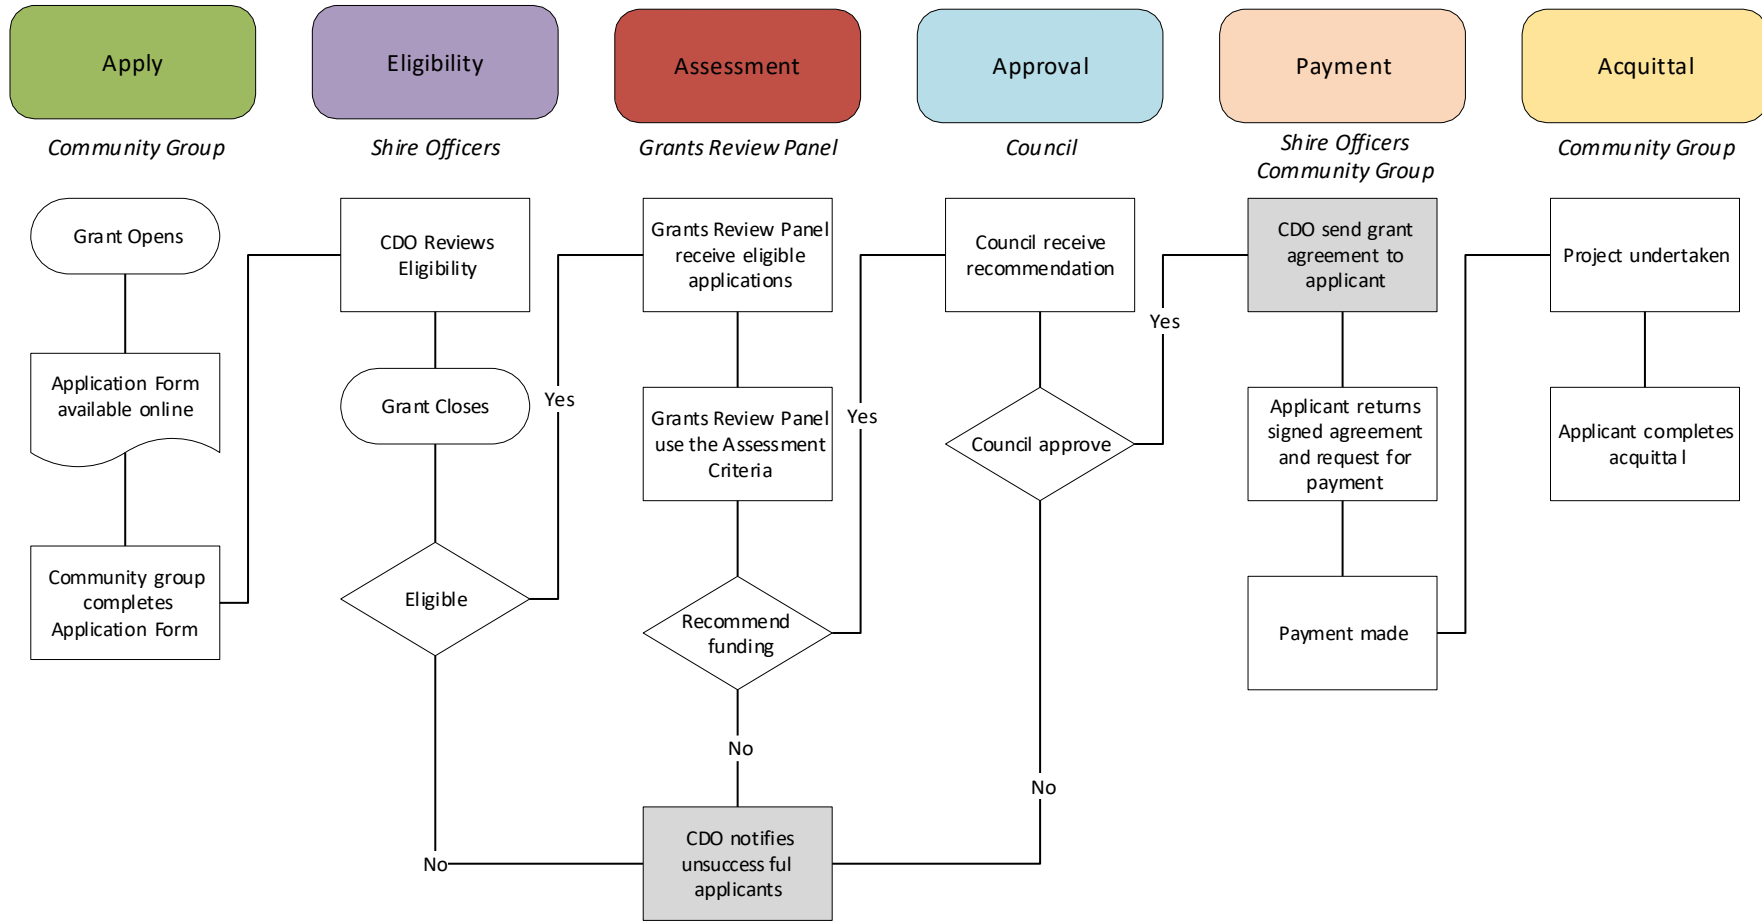 Apply
Eligibility
Assessment
Approval
Payment
Acquittal
Community Group
Shire Officers
Grants Review Panel
Council
Shire Officers
Community Group
Community Group
Grant Opens
Application Form
available online
Community group
completes
Application Form
CDO Reviews
Eligibility
Grant Closes
Eligible
Yes
No
Grants Review Panel
receive eligible
applications
Grants Review Panel
use the Assessment
Criteria
Recommend
funding
Yes
No
CDO notifies
unsuccess ful
applicants
Council receive
recommendation
Council approve
Yes
No
CDO send grant
agreement to
applicant
Applicant returns
signed agreement
and request for
payment
Payment made
Project undertaken
Applicant completes
acquittal